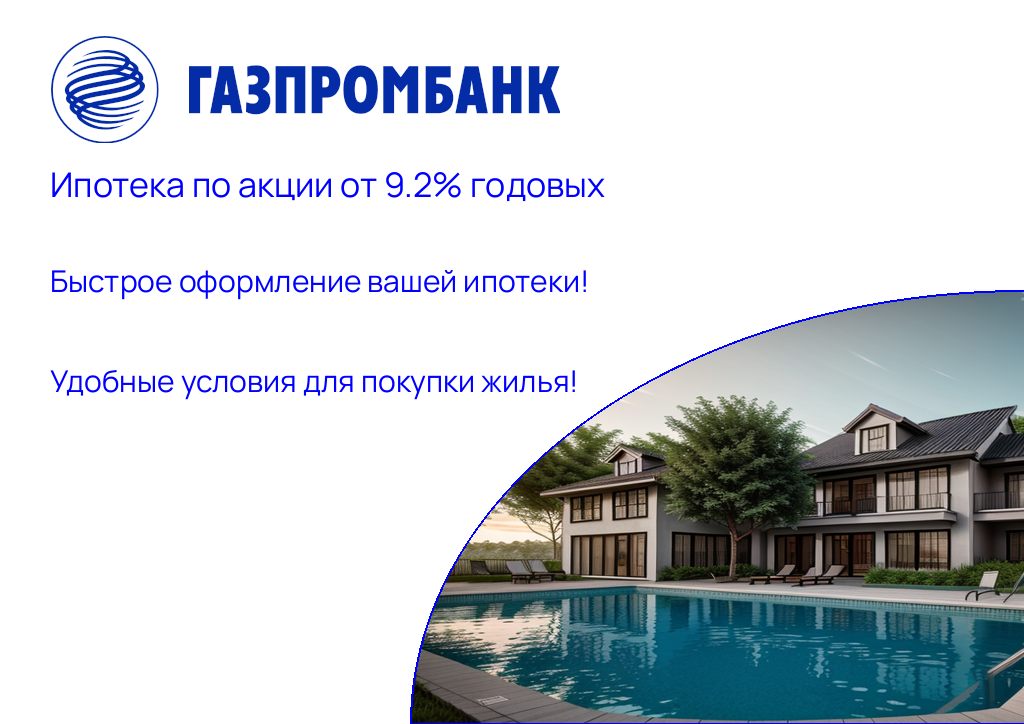 ГАЗПРОМБАНК
Ипотека по акции от 9.2% годовых
Быстрое оформление вашей ипотеки!
Удобные условия для покупки жилья!